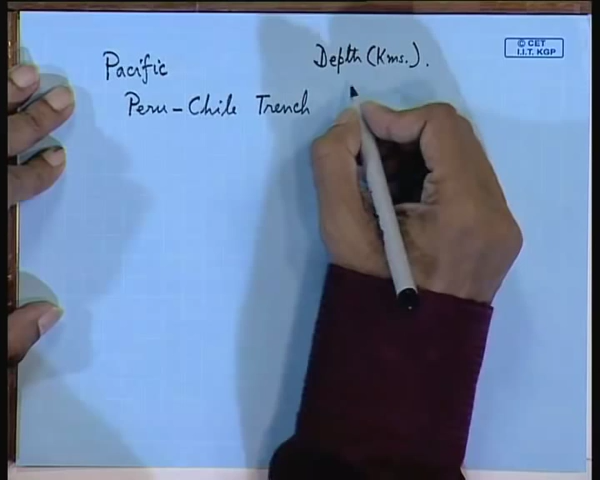 Pacific Depth (Kms.).
Peru - Chile Trench
© CET
I.I.T. KGP